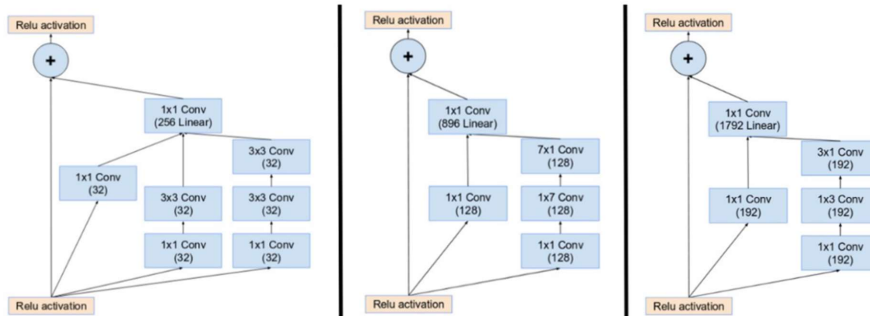 Relu activation
+
1x1 Conv
(256 Linear)
3x3 Conv
(32)
1x1 Conv
(32)
3x3 Conv
(32)
3x3 Conv
(32)
1x1 Conv
(32)
1x1 Conv
(32)
Relu activation
Relu activation
+
1x1 Conv
(896 Linear)
7x1 Conv
(128)
1x1 Conv
(128)
1x7 Conv
(128)
1x1 Conv
(128)
Relu activation
Relu activation
+
1x1 Conv
(1792 Linear)
3x1 Conv
(192)
1x1 Conv
(192)
1x3 Conv
(192)
1x1 Conv
(192)
Relu activation